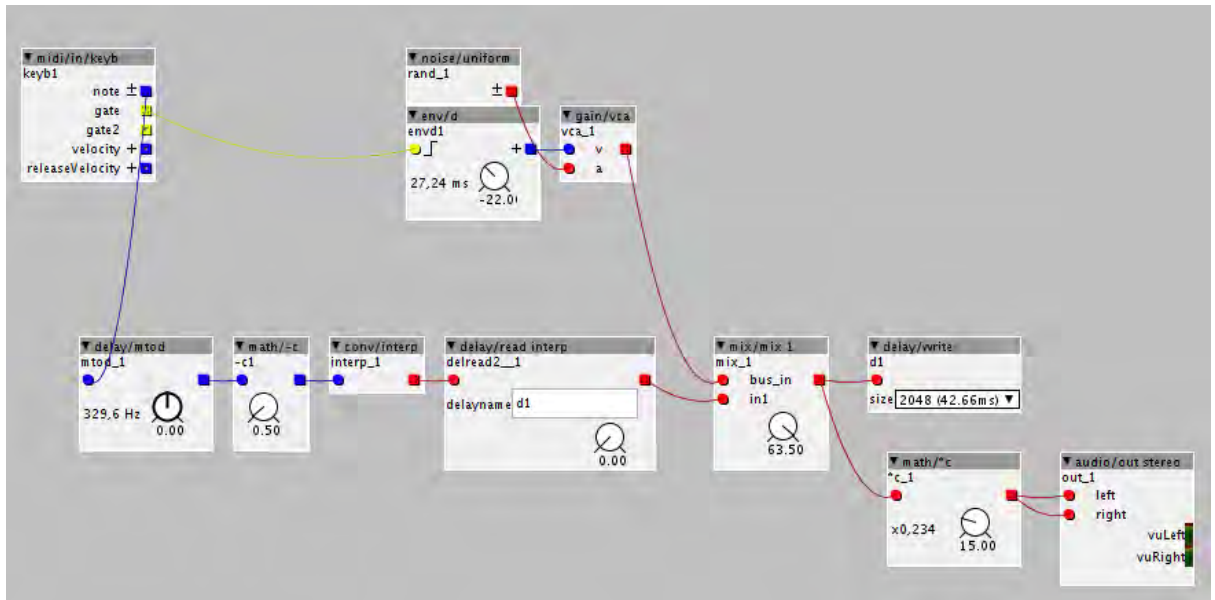 ▼ midi/in/keyb
keyb1
note ±
gate
gate2
velocity +
releaseVelocity +
▼ noise/uniform
rand_1
±
▼ env/d
envd1
+
27,24 ms
▼ gain/vca
vca_1
v
a
▼ delay/mtod
mtod_1
329,6 Hz
0.00
▼ math/-c
-c1
0.50
▼ conv/interp
interp_1
▼ delay/read interp
delread2__1
delayname d1
0.00
▼ mix/mix 1
mix_1
bus_in
in1
63.50
▼ delay/write
d1
size 2048 (42.66ms) ▼
▼ math/*c
*c_1
x0,234
15.00
▼ audio/out stereo
out_1
left
right
vuLeft
vuRight